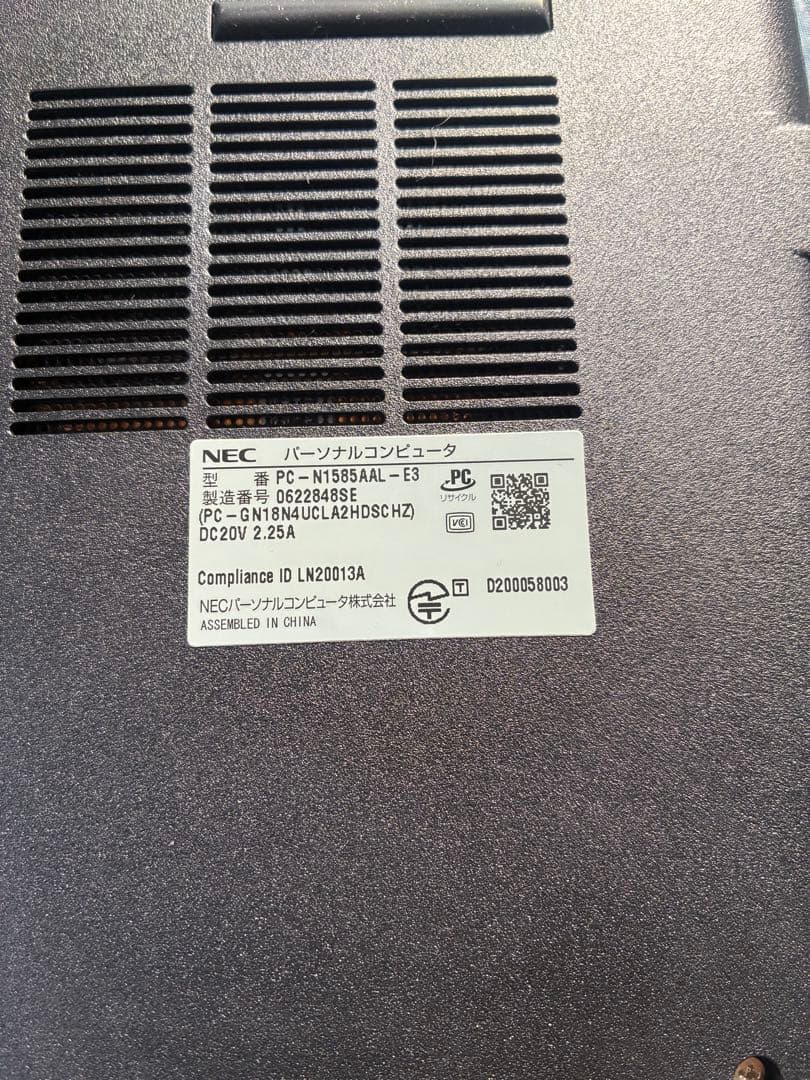 NEC パーソナルコンピュータ
型 番 PC-N1585AAL-E3
製造番号 0622848SE
(PC-GN18N4UCLA2HDSCHZ)
DC20V 2.25A
PC
リサイクル
VCCI
Compliance ID LN20013A
NECパーソナルコンピュータ株式会社
ASSEMBLED IN CHINA
T D200058003